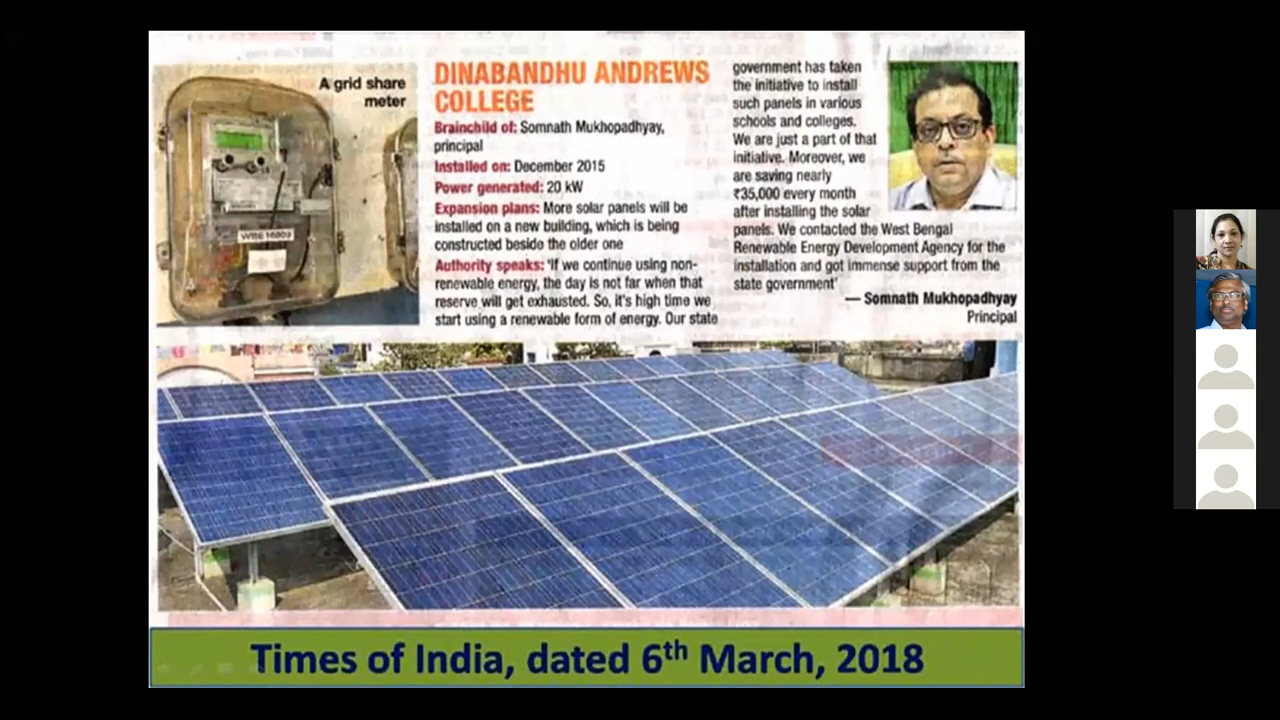 A grid share
meter
WBE16809
DINABANDHU ANDREWS
COLLEGE
Brainchild of: Somnath Mukhopadhyay,
principal
Installed on: December 2015
Power generated: 20 kW
Expansion plans: More solar panels will be
installed on a new building, which is being
constructed beside the older one
Authority speaks: 'If we continue using non-
renewable energy, the day is not far when that
reserve will get exhausted. So, it's high time we
start using a renewable form of energy. Our state
government has taken
the initiative to install
such panels in various
schools and colleges.
We are just a part of that
initiative. Moreover, we
are saving nearly
₹35,000 every month
after installing the solar
panels. We contacted the West Bengal
Renewable Energy Development Agency for the
installation and got immense support from the
state government'
— Somnath Mukhopadhyay
Principal
Times of India, dated 6th March, 2018